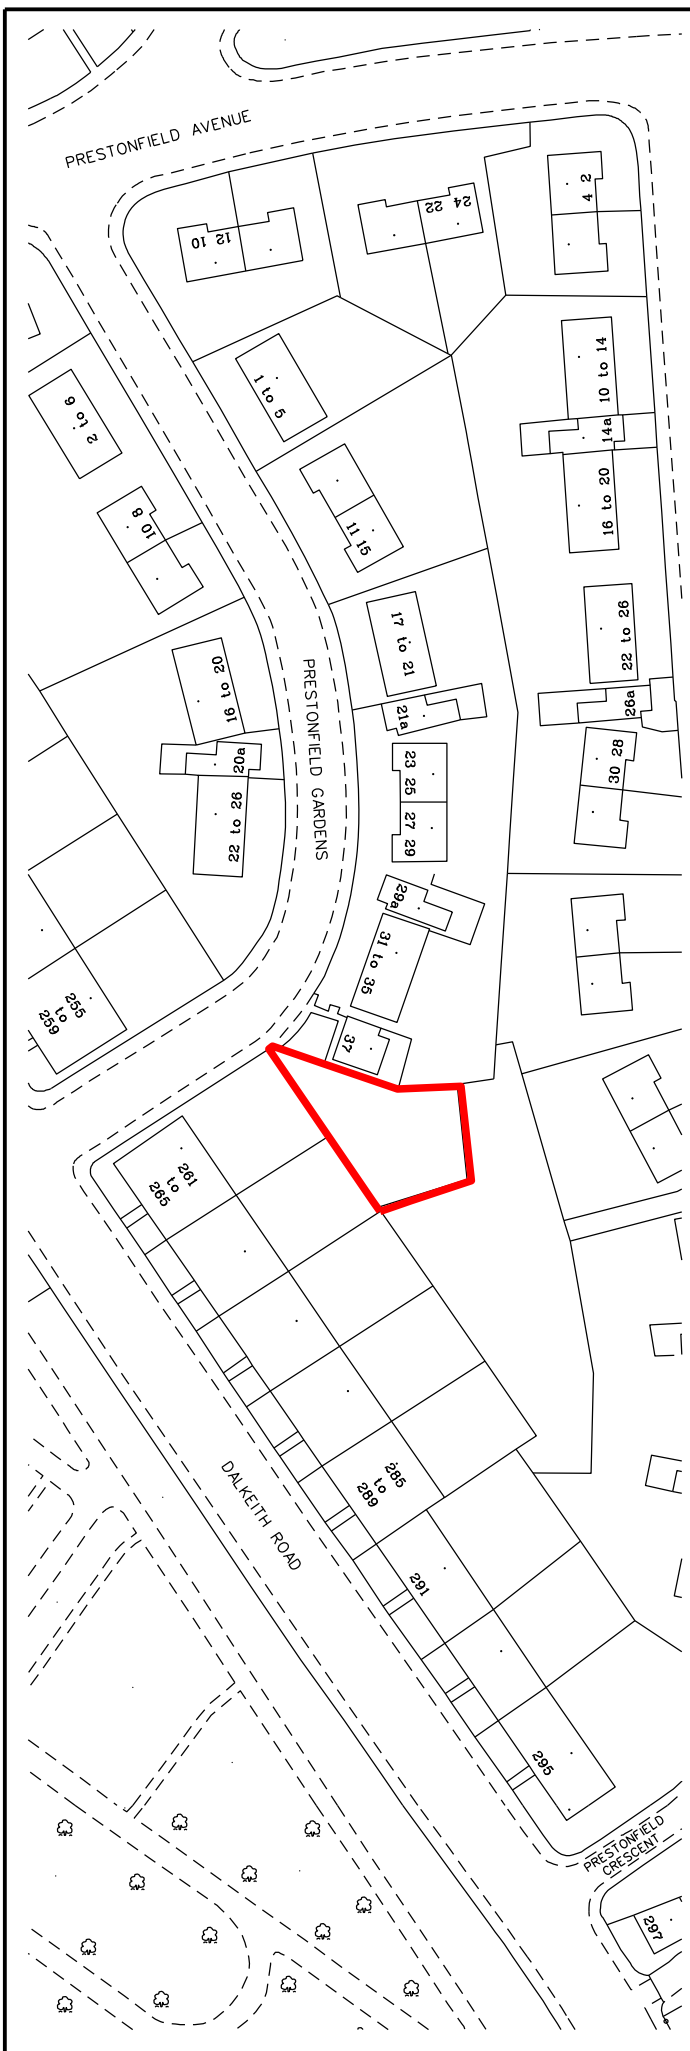 PRESTONFIELD AVENUE
12 10
24 22
4 2
1 to 5
10 to 14
14a
16 to 20
2 to 6
10 8
11 15
17 to 21
22 to 26
16 to 20
PRESTONFIELD GARDENS
21a
26a
20a
23 25
30 28
22 to 26
27 29
29a
31 to 35
255
to
259
37
261
to
265
285
to
289
DALKEITH ROAD
291
295
PRESTONFIELD
CRESCENT
297